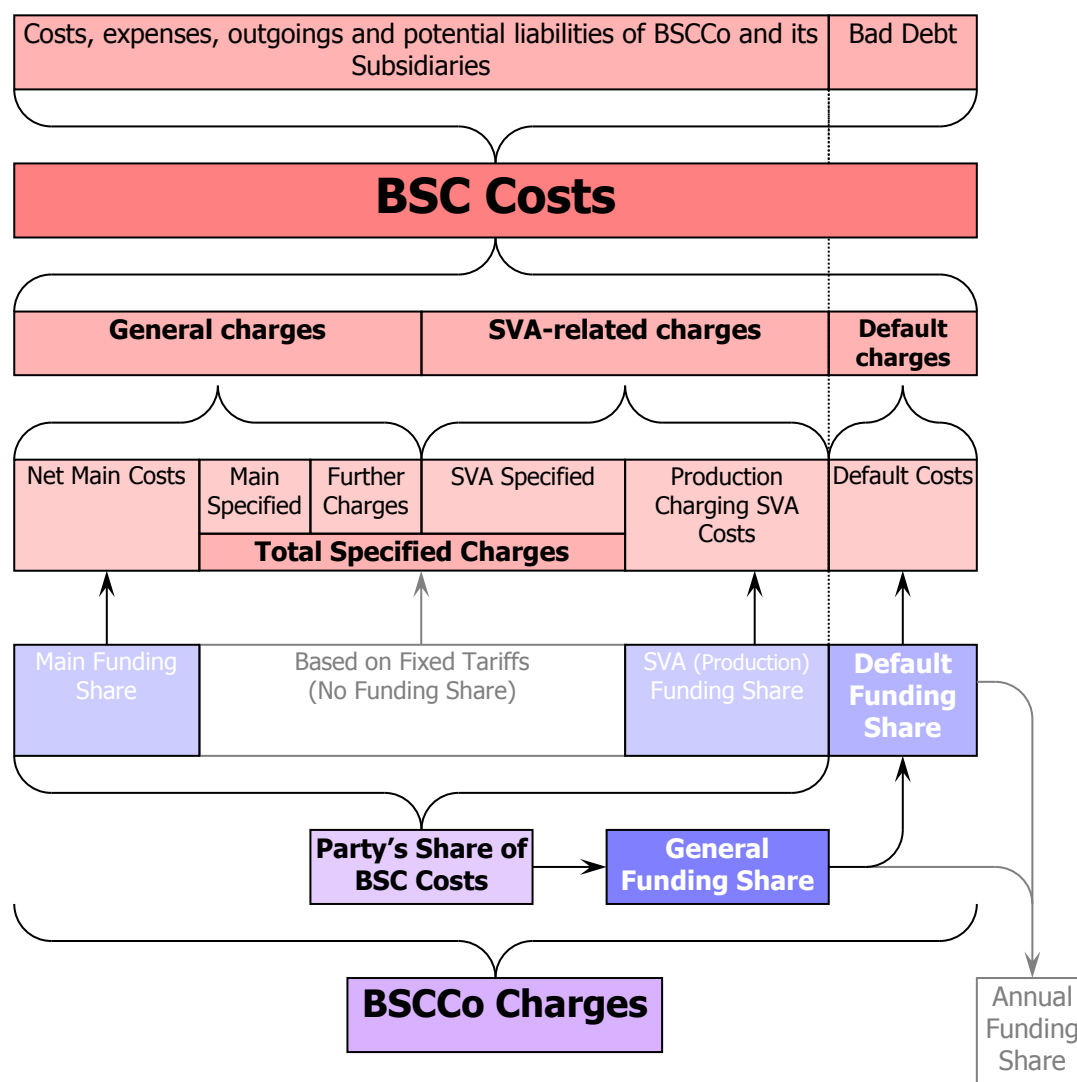 Costs, expenses, outgoings and potential liabilities of BSCCo and its
Subsidiaries
Bad Debt
BSC Costs
General charges
SVA-related charges
Default
charges
Net Main Costs
Main
Specified
Further
Charges
SVA Specified
Production
Charging SVA
Costs
Default Costs
Total Specified Charges
Main Funding
Share
Based on Fixed Tariffs
(No Funding Share)
SVA (Production)
Funding Share
Default
Funding
Share
Party’s Share of
BSC Costs
General
Funding Share
BSCCo Charges
Annual
Funding
Share